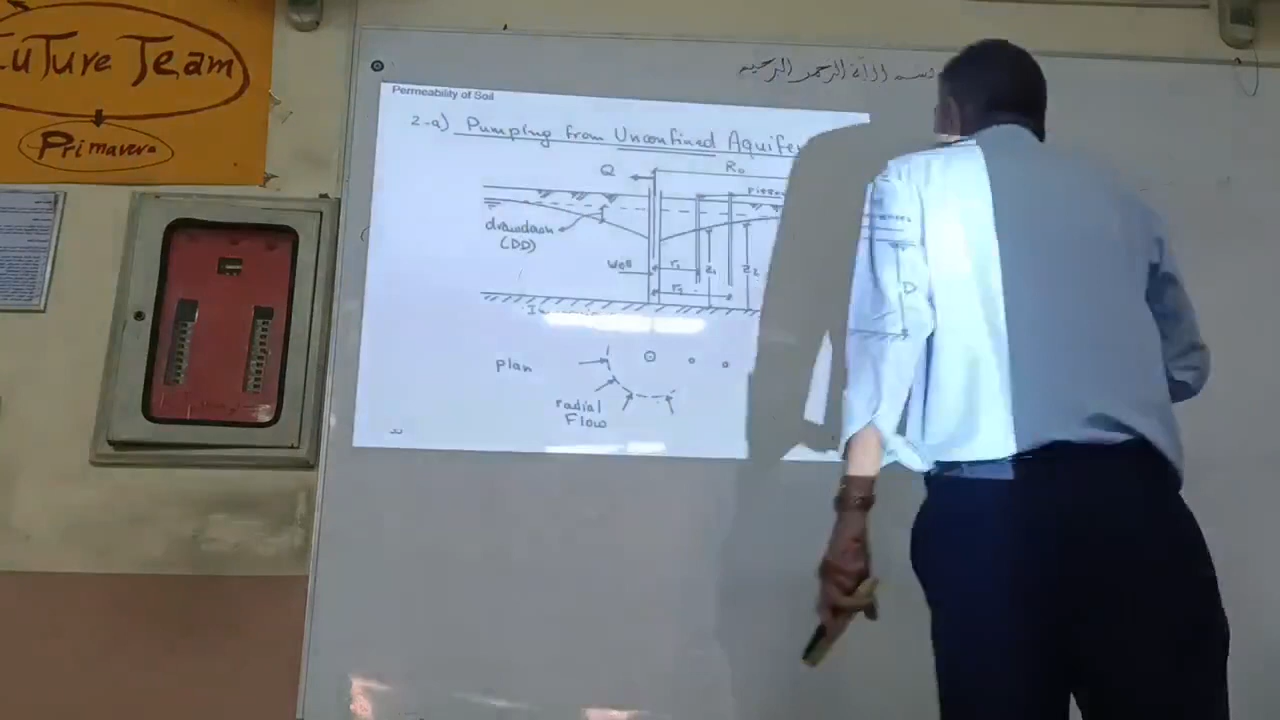 FuTure Team
Primavera
بسم الله الرحمن الرحيم
Permeability of Soil
2-a) Pumping from Unconfined Aquifer
Q
R₀
drawdown
(DD)
Well
r₁
r₂
Z₁
Z₂
D
plan
radial
Flow